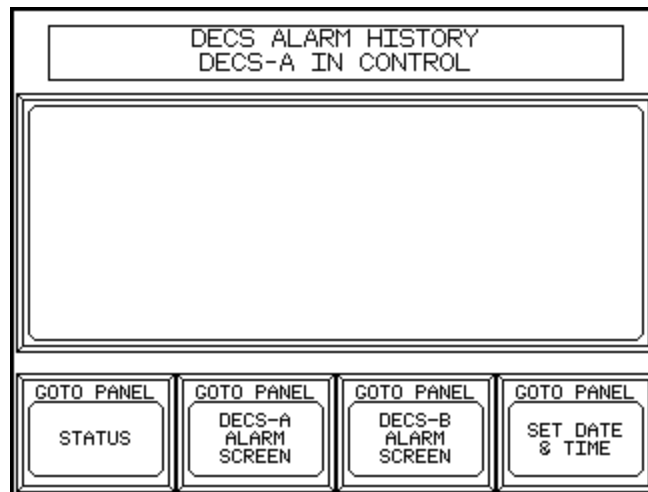 DECS ALARM HISTORY
DECS-A IN CONTROL
GOTO PANEL
STATUS
GOTO PANEL
DECS-A
ALARM
SCREEN
GOTO PANEL
DECS-B
ALARM
SCREEN
GOTO PANEL
SET DATE
& TIME